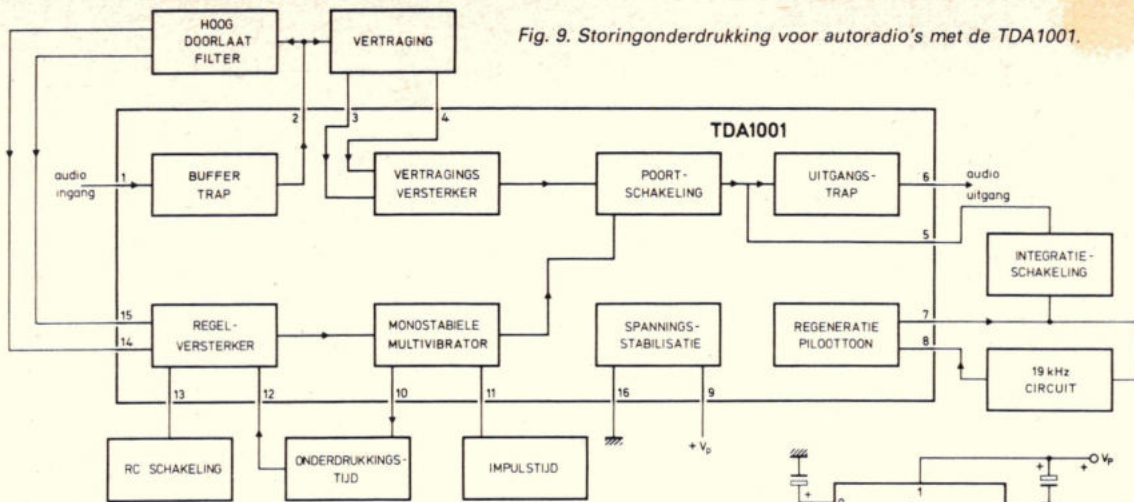 Fig. 9. Storingonderdrukking voor autoradio's met de TDA1001.
HOOG
DOORLAAT
FILTER
VERTRAGING
2
3
4
TDA1001
audio
ingang
1
BUFFER
TRAP
VERTRAGINGS
VERSTERKER
POORT-
SCHAKELING
UITGANGS-
TRAP
6
audio
uitgang
5
INTEGRATIE-
SCHAKELING
15
14
REGEL-
VERSTERKER
MONOSTABIELE
MULTIVIBRATOR
SPANNINGS-
STABILISATIE
REGENERATIE
PILOOTTOON
7
8
19 kHz
CIRCUIT
13
12
10
11
16
9
+ Vp
RC SCHAKELING
ONDERDRUKKINGS-
TIJD
IMPULSTIJD
+
1
+
Vp